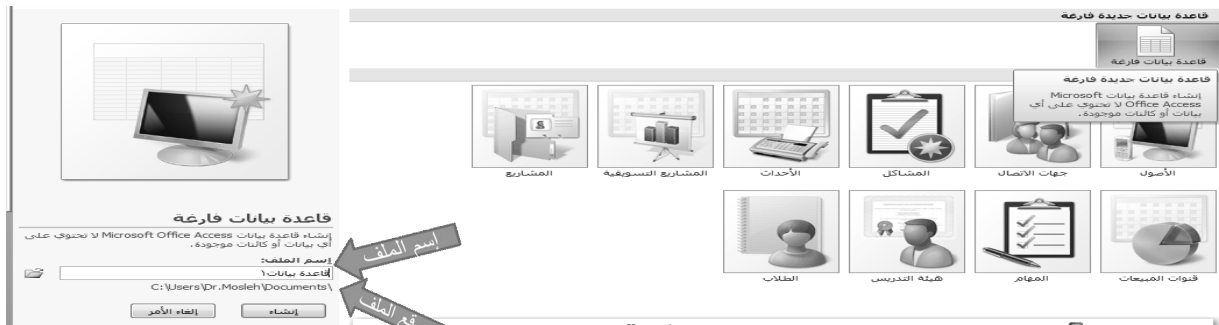 قاعدة بيانات جديدة فارغة
قاعدة بيانات فارغة
قاعدة بيانات جديدة فارغة
إنشاء قاعدة بيانات Microsoft
Office Access لا تحتوي على أي
بيانات أو كائنات موجودة.
الأصول
جهات الاتصال
المشاكل
الأحداث
المشاريع التسويقية
المشاريع
قنوات المبيعات
المهام
هيئة التدريس
الطلاب
قاعدة بيانات فارغة
إنشاء قاعدة بيانات Microsoft Office Access لا تحتوي على
أي بيانات أو كائنات موجودة.
إسم الملف:
قاعدة بيانات١
C:\Users\Dr.Mosleh\Documents\
إنشاء
إلغاء الأمر
إسم الملف
الملف